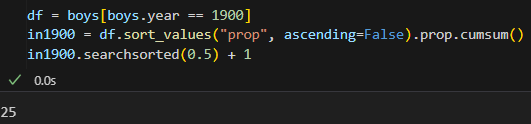 df = boys[boys.year == 1900]
in1900 = df.sort_values("prop", ascending=False).prop.cumsum()
in1900.searchsorted(0.5) + 1
0.0s
25